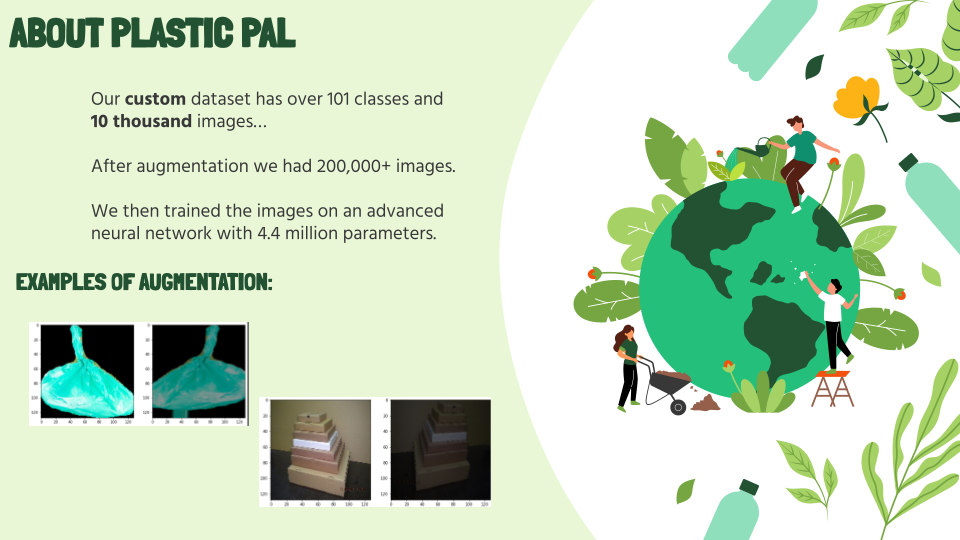 ABOUT PLASTIC PAL
Our custom dataset has over 101 classes and
10 thousand images...
After augmentation we had 200,000+ images.
We then trained the images on an advanced
neural network with 4.4 million parameters.
EXAMPLES OF AUGMENTATION: